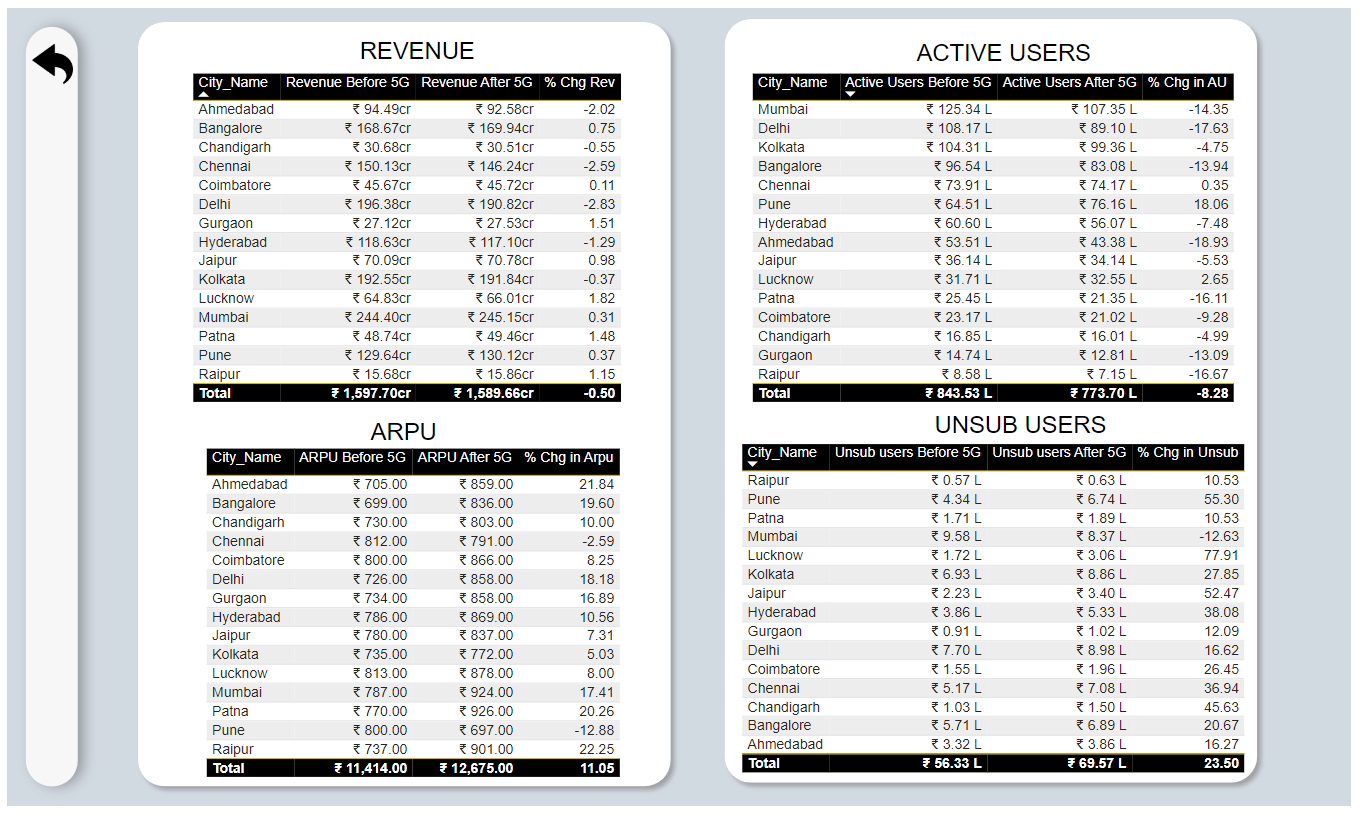 REVENUE
City_Name Revenue Before 5G Revenue After 5G % Chg Rev
Ahmedabad ₹ 94.49cr ₹ 92.58cr -2.02
Bangalore ₹ 168.67cr ₹ 169.94cr 0.75
Chandigarh ₹ 30.68cr ₹ 30.51cr -0.55
Chennai ₹ 150.13cr ₹ 146.24cr -2.59
Coimbatore ₹ 45.67cr ₹ 45.72cr 0.11
Delhi ₹ 196.38cr ₹ 190.82cr -2.83
Gurgaon ₹ 27.12cr ₹ 27.53cr 1.51
Hyderabad ₹ 118.63cr ₹ 117.10cr -1.29
Jaipur ₹ 70.09cr ₹ 70.78cr 0.98
Kolkata ₹ 192.55cr ₹ 191.84cr -0.37
Lucknow ₹ 64.83cr ₹ 66.01cr 1.82
Mumbai ₹ 244.40cr ₹ 245.15cr 0.31
Patna ₹ 48.74cr ₹ 49.46cr 1.48
Pune ₹ 129.64cr ₹ 130.12cr 0.37
Raipur ₹ 15.68cr ₹ 15.86cr 1.15
Total ₹ 1,597.70cr ₹ 1,589.66cr -0.50
ARPU
City_Name ARPU Before 5G ARPU After 5G % Chg in Arpu
Ahmedabad ₹ 705.00 ₹ 859.00 21.84
Bangalore ₹ 699.00 ₹ 836.00 19.60
Chandigarh ₹ 730.00 ₹ 803.00 10.00
Chennai ₹ 812.00 ₹ 791.00 -2.59
Coimbatore ₹ 800.00 ₹ 866.00 8.25
Delhi ₹ 726.00 ₹ 858.00 18.18
Gurgaon ₹ 734.00 ₹ 858.00 16.89
Hyderabad ₹ 786.00 ₹ 869.00 10.56
Jaipur ₹ 780.00 ₹ 837.00 7.31
Kolkata ₹ 735.00 ₹ 772.00 5.03
Lucknow ₹ 813.00 ₹ 878.00 8.00
Mumbai ₹ 787.00 ₹ 924.00 17.41
Patna ₹ 770.00 ₹ 926.00 20.26
Pune ₹ 800.00 ₹ 697.00 -12.88
Raipur ₹ 737.00 ₹ 901.00 22.25
Total ₹ 11,414.00 ₹ 12,675.00 11.05
ACTIVE USERS
City_Name Active Users Before 5G Active Users After 5G % Chg in AU
Mumbai ₹ 125.34 L ₹ 107.35 L -14.35
Delhi ₹ 108.17 L ₹ 89.10 L -17.63
Kolkata ₹ 104.31 L ₹ 99.36 L -4.75
Bangalore ₹ 96.54 L ₹ 83.08 L -13.94
Chennai ₹ 73.91 L ₹ 74.17 L 0.35
Pune ₹ 64.51 L ₹ 76.16 L 18.06
Hyderabad ₹ 60.60 L ₹ 56.07 L -7.48
Ahmedabad ₹ 53.51 L ₹ 43.38 L -18.93
Jaipur ₹ 36.14 L ₹ 34.14 L -5.53
Lucknow ₹ 31.71 L ₹ 32.55 L 2.65
Patna ₹ 25.45 L ₹ 21.35 L -16.11
Coimbatore ₹ 23.17 L ₹ 21.02 L -9.28
Chandigarh ₹ 16.85 L ₹ 16.01 L -4.99
Gurgaon ₹ 14.74 L ₹ 12.81 L -13.09
Raipur ₹ 8.58 L ₹ 7.15 L -16.67
Total ₹ 843.53 L ₹ 773.70 L -8.28
UNSUB USERS
City_Name Unsub users Before 5G Unsub users After 5G % Chg in Unsub
Raipur ₹ 0.57 L ₹ 0.63 L 10.53
Pune ₹ 4.34 L ₹ 6.74 L 55.30
Patna ₹ 1.71 L ₹ 1.89 L 10.53
Mumbai ₹ 9.58 L ₹ 8.37 L -12.63
Lucknow ₹ 1.72 L ₹ 3.06 L 77.91
Kolkata ₹ 6.93 L ₹ 8.86 L 27.85
Jaipur ₹ 2.23 L ₹ 3.40 L 52.47
Hyderabad ₹ 3.86 L ₹ 5.33 L 38.08
Gurgaon ₹ 0.91 L ₹ 1.02 L 12.09
Delhi ₹ 7.70 L ₹ 8.98 L 16.62
Coimbatore ₹ 1.55 L ₹ 1.96 L 26.45
Chennai ₹ 5.17 L ₹ 7.08 L 36.94
Chandigarh ₹ 1.03 L ₹ 1.50 L 45.63
Bangalore ₹ 5.71 L ₹ 6.89 L 20.67
Ahmedabad ₹ 3.32 L ₹ 3.86 L 16.27
Total ₹ 56.33 L ₹ 69.57 L 23.50